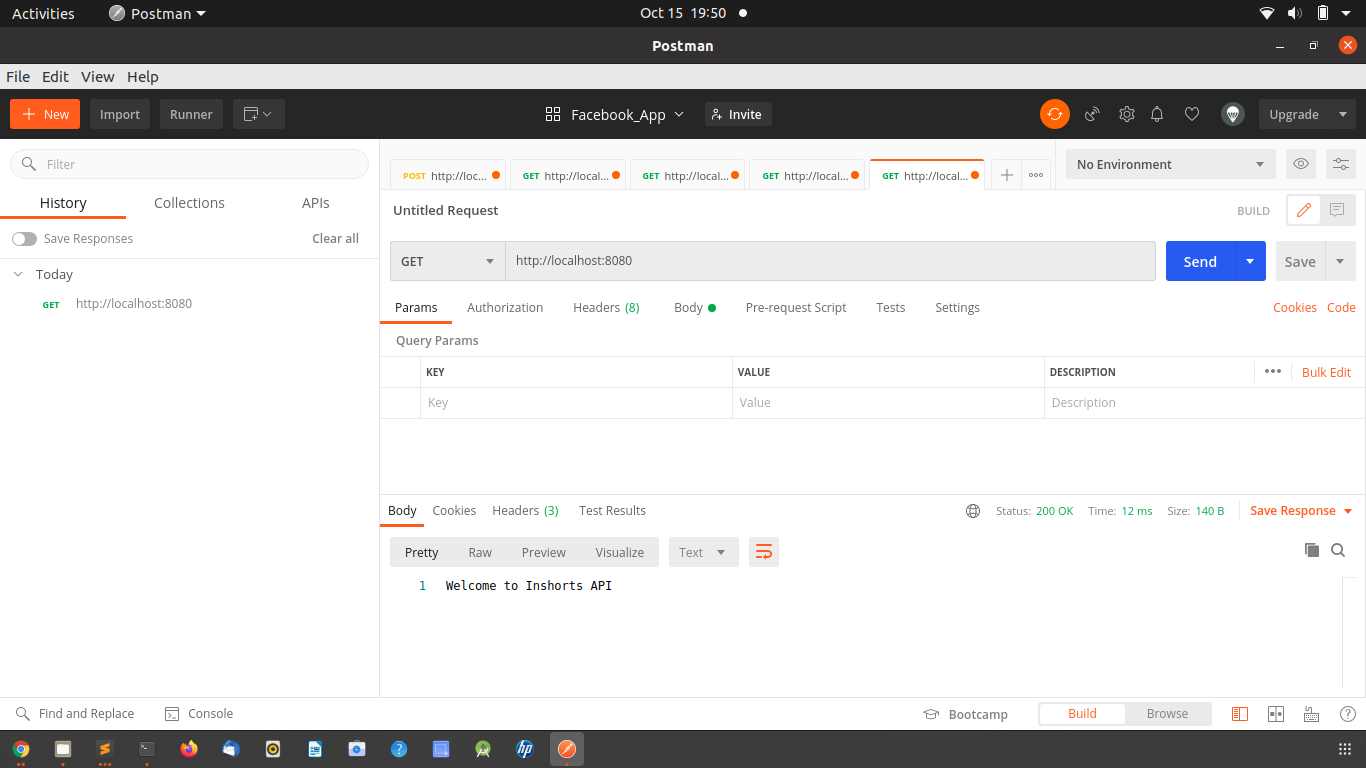 Activities Postman Oct 15 19:50
Postman
File Edit View Help
New Import Runner Facebook_App Invite Upgrade
Filter
History Collections APIs
Save Responses Clear all
Today
GET http://localhost:8080
POST http://loc... GET http://local... GET http://local... GET http://local... GET http://local... No Environment
Untitled Request BUILD
GET http://localhost:8080 Send Save
Params Authorization Headers (8) Body Pre-request Script Tests Settings Cookies Code
Query Params
KEY VALUE DESCRIPTION Bulk Edit
Key Value Description
Body Cookies Headers (3) Test Results Status: 200 OK Time: 12 ms Size: 140 B Save Response
Pretty Raw Preview Visualize Text
1 Welcome to Inshorts API
Find and Replace Console Bootcamp Build Browse
hp